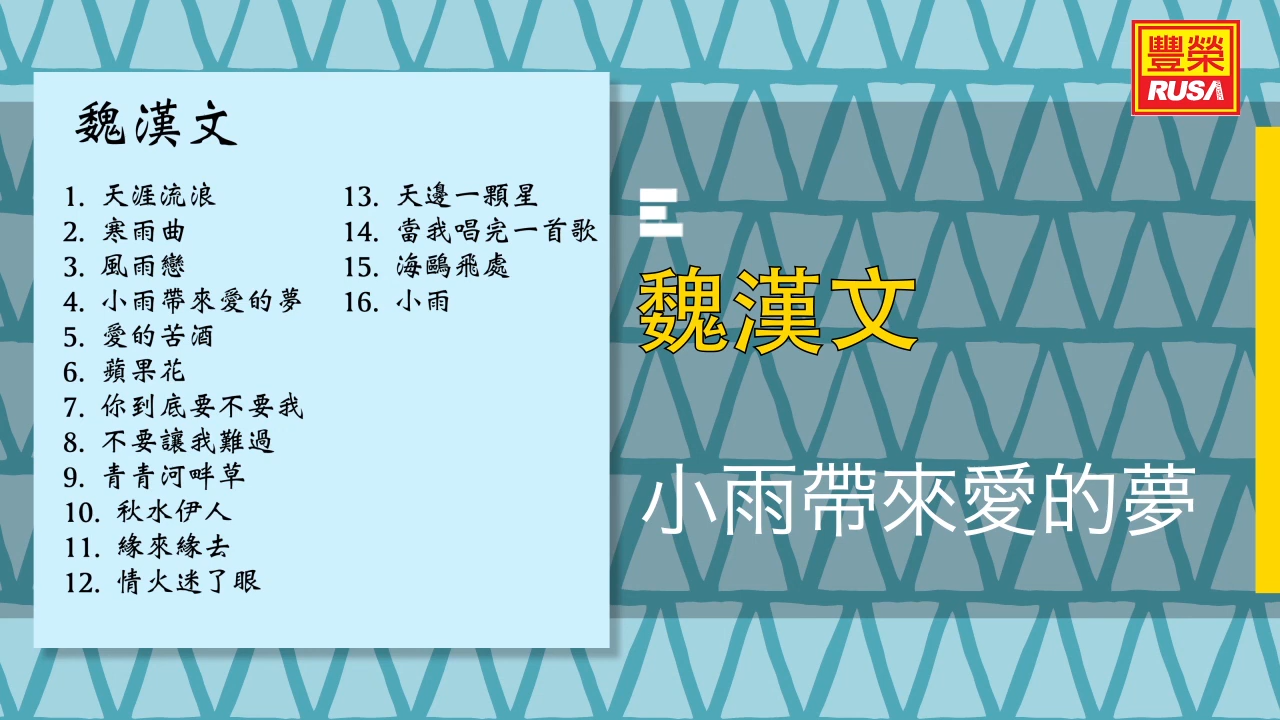 豐榮
RUSA
魏漢文
1. 天涯流浪
2. 寒雨曲
3. 風雨戀
4. 小雨帶來愛的夢
5. 愛的苦酒
6. 蘋果花
7. 你到底要不要我
8. 不要讓我難過
9. 青青河畔草
10. 秋水伊人
11. 緣來緣去
12. 情火迷了眼
13. 天邊一顆星
14. 當我唱完一首歌
15. 海鷗飛處
16. 小雨
魏漢文
小雨帶來愛的夢